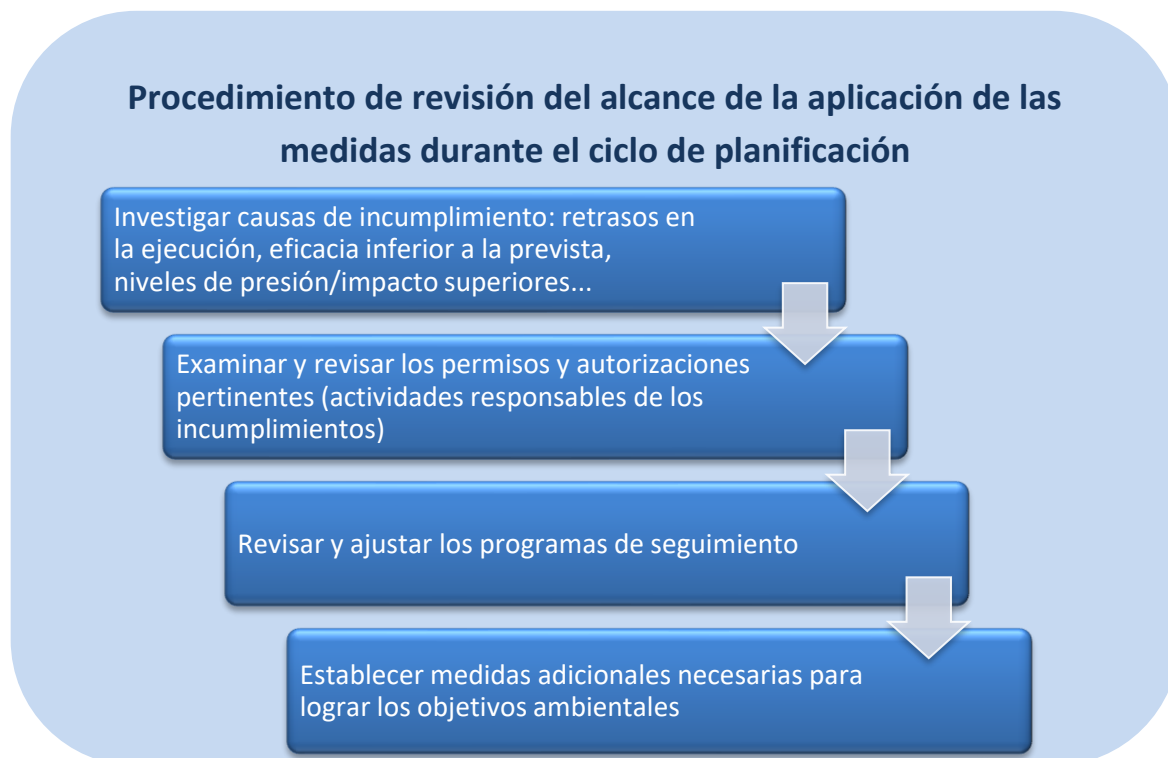 Procedimiento de revisión del alcance de la aplicación de las
medidas durante el ciclo de planificación
Investigar causas de incumplimiento: retrasos en
la ejecución, eficacia inferior a la prevista,
niveles de presión/impacto superiores...
Examinar y revisar los permisos y autorizaciones
pertinentes (actividades responsables de los
incumplimientos)
Revisar y ajustar los programas de seguimiento
Establecer medidas adicionales necesarias para
lograr los objetivos ambientales